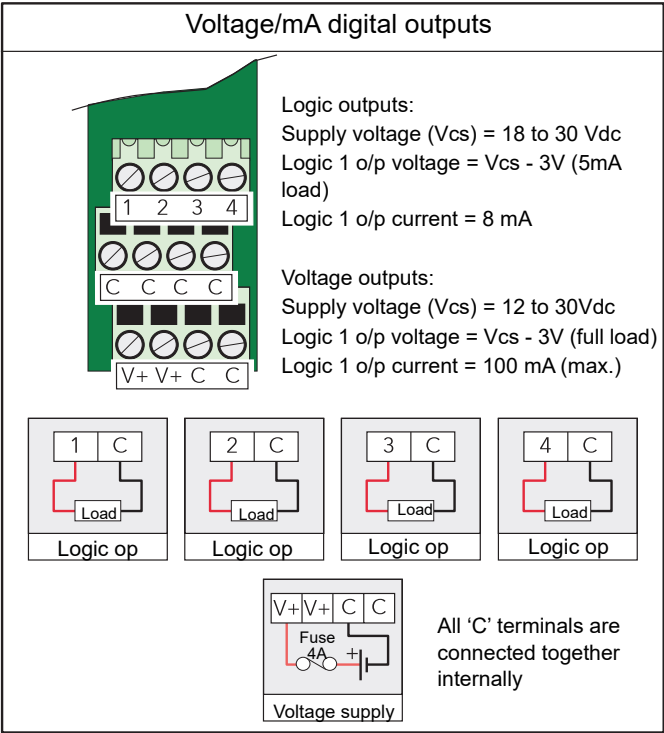 Voltage/mA digital outputs
Logic outputs:
Supply voltage (Vcs) = 18 to 30 Vdc
Logic 1 o/p voltage = Vcs - 3V (5mA
load)
Logic 1 o/p current = 8 mA
Voltage outputs:
Supply voltage (Vcs) = 12 to 30Vdc
Logic 1 o/p voltage = Vcs - 3V (full load)
Logic 1 o/p current = 100 mA (max.)
1 2 3 4
C C C C
V+ V+ C C
1 C
Load
Logic op
2 C
Load
Logic op
3 C
Load
Logic op
4 C
Load
Logic op
V+ V+ C C
Fuse
4A
+
Voltage supply
All ‘C’ terminals are
connected together
internally